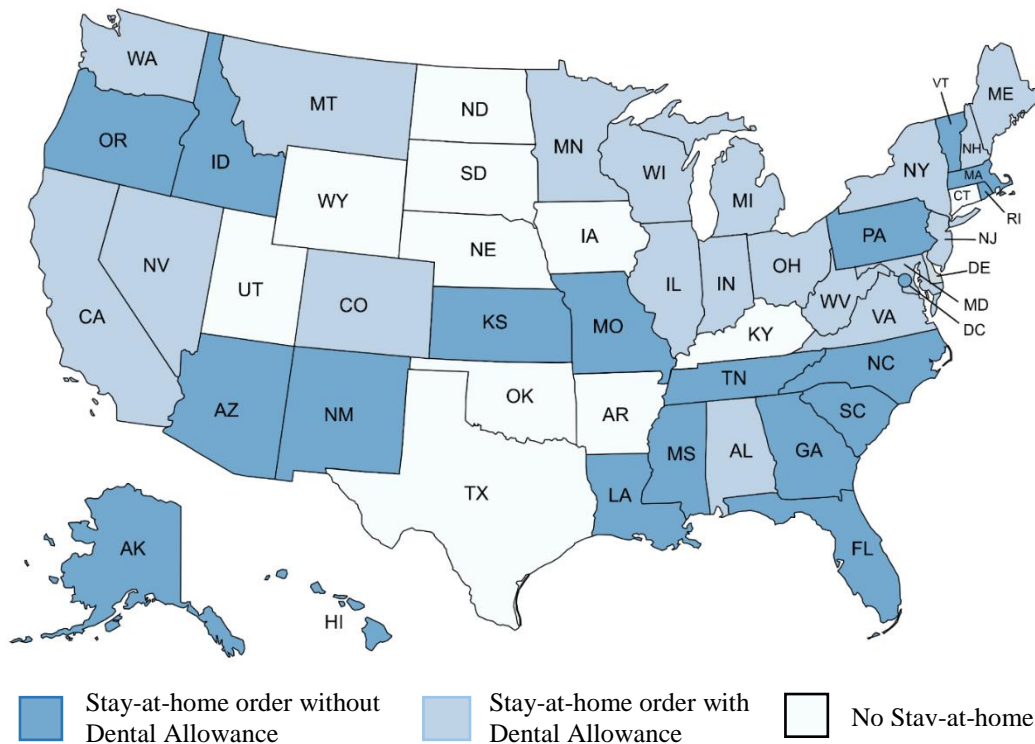 WA
MT
ND
MN
VT
ME
OR
ID
SD
WI
NY
NH
MA
WY
MI
CT
RI
NE
IA
PA
NJ
NV
UT
CO
IL
IN
OH
DE
CA
KS
MO
WV
VA
MD
KY
DC
AZ
NM
OK
AR
TN
NC
SC
TX
LA
MS
AL
GA
AK
FL
HI
Stay-at-home order without
Dental Allowance
Stay-at-home order with
Dental Allowance
No Stav-at-home